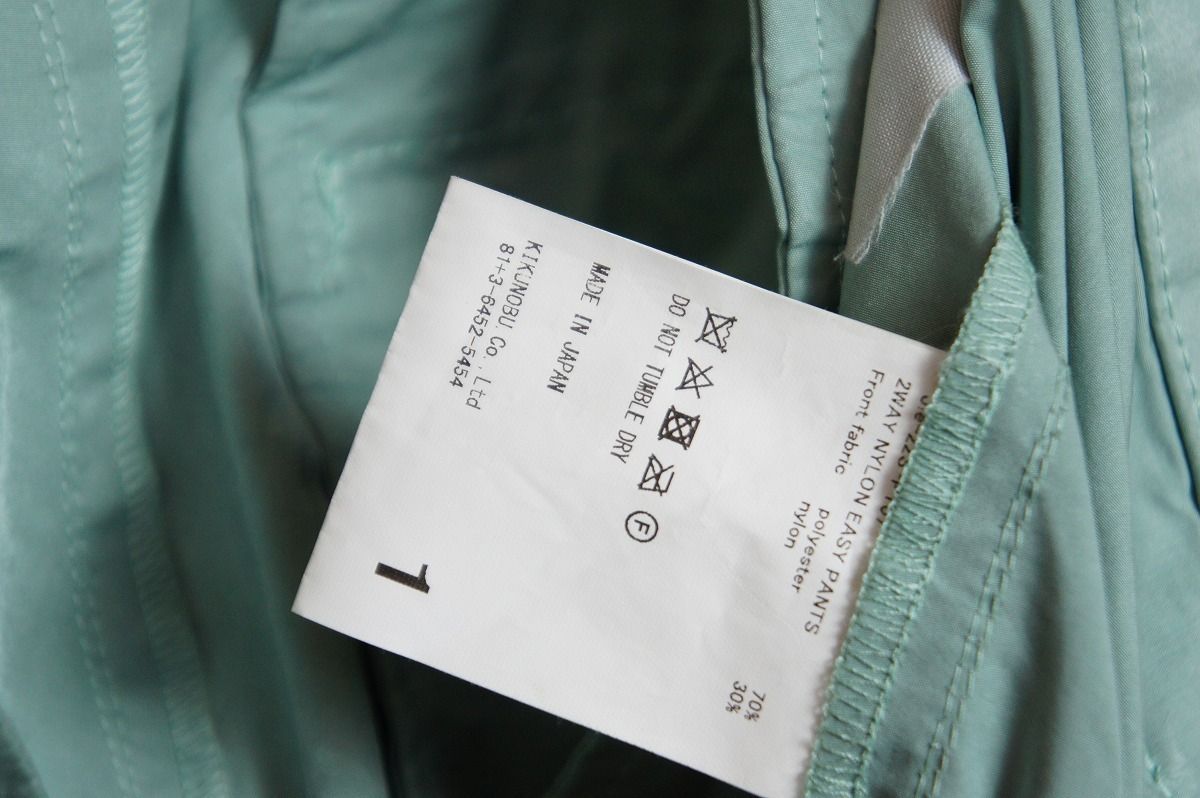 2WAY NYLON EASY PANTS
Front fabric
polyester 70%
nylon 30%
F
DO NOT TUMBLE DRY
MADE IN JAPAN
KIKUNOBU. Co., Ltd
81+3-6452-5454
1